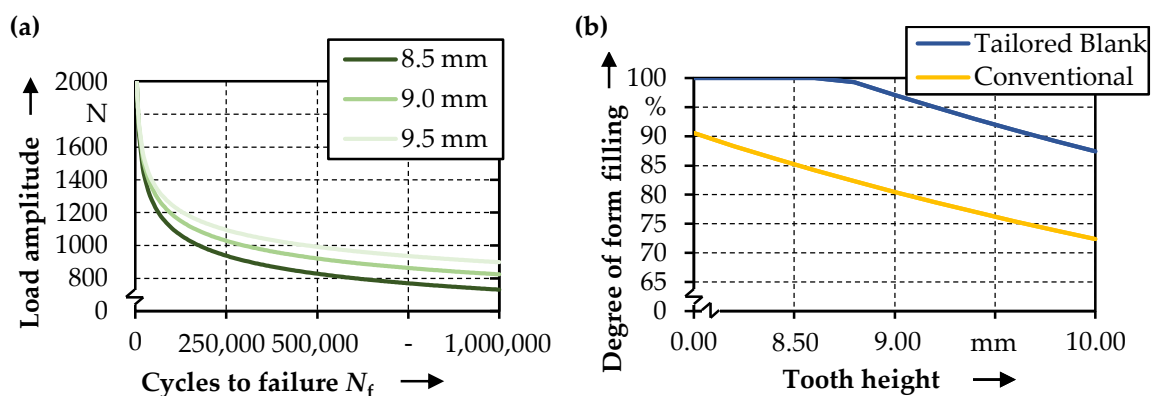 (a)
8.5 mm
9.0 mm
9.5 mm
Load amplitude
2000
N
1600
1400
1200
1000
800
0
0 250,000 500,000 - 1,000,000
Cycles to failure Nf
(b)
Tailored Blank
Conventional
Degree of form filling
100
%
90
85
80
75
70
65
0
0.00 8.50 9.00 mm 10.00
Tooth height